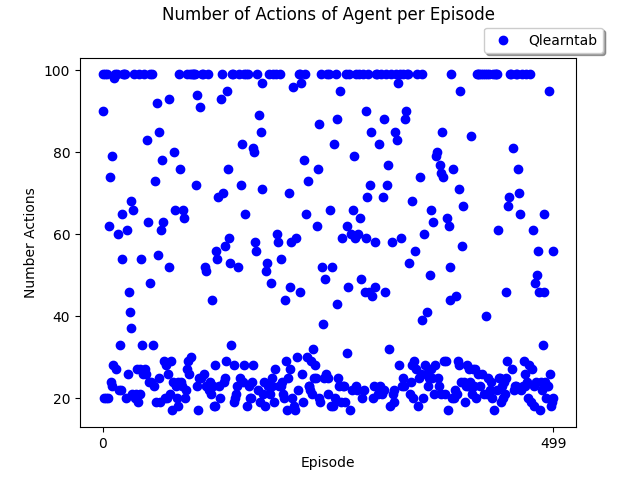 Number of Actions of Agent per Episode
Qlearntab
100
80
60
40
20
Number Actions
0
499
Episode